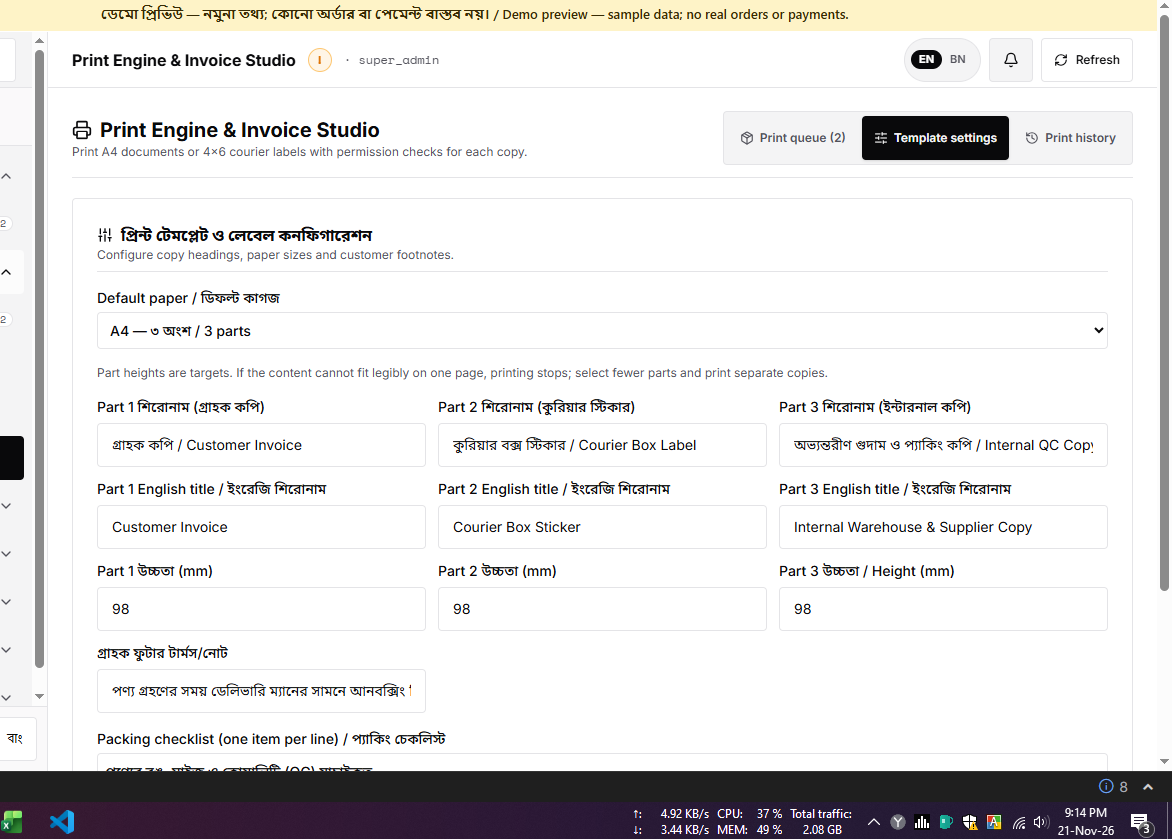 ডেমো প্রিভিউ — নমুনা তথ্য; কোনো অর্ডার বা পেমেন্ট বাস্তব নয়। / Demo preview — sample data; no real orders or payments.
Print Engine & Invoice Studio I · super_admin EN BN Refresh
Print Engine & Invoice Studio
Print A4 documents or 4×6 courier labels with permission checks for each copy.
Print queue (2) Template settings Print history
2
2
প্রিন্ট টেমপ্লেট ও লেবেল কনফিগারেশন
Configure copy headings, paper sizes and customer footnotes.
Default paper / ডিফল্ট কাগজ
A4 — ৩ অংশ / 3 parts
Part heights are targets. If the content cannot fit legibly on one page, printing stops; select fewer parts and print separate copies.
Part 1 শিরোনাম (গ্রাহক কপি) Part 2 শিরোনাম (কুরিয়ার স্টিকার) Part 3 শিরোনাম (ইন্টারনাল কপি)
গ্রাহক কপি / Customer Invoice কুরিয়ার বক্স স্টিকার / Courier Box Label অভ্যন্তরীণ গুদাম ও প্যাকিং কপি / Internal QC Copy
Part 1 English title / ইংরেজি শিরোনাম Part 2 English title / ইংরেজি শিরোনাম Part 3 English title / ইংরেজি শিরোনাম
Customer Invoice Courier Box Sticker Internal Warehouse & Supplier Copy
Part 1 উচ্চতা (mm) Part 2 উচ্চতা (mm) Part 3 উচ্চতা / Height (mm)
98 98 98
গ্রাহক ফুটার টার্মস/নোট
পণ্য গ্রহণের সময় ডেলিভারি ম্যানের সামনে আনবক্সিং
Packing checklist (one item per line) / প্যাকিং চেকলিস্ট
বাং
8
↑: 4.92 KB/s CPU: 37 % Total traffic:
↓: 3.44 KB/s MEM: 49 % 2.08 GB
9:14 PM
21-Nov-26
3